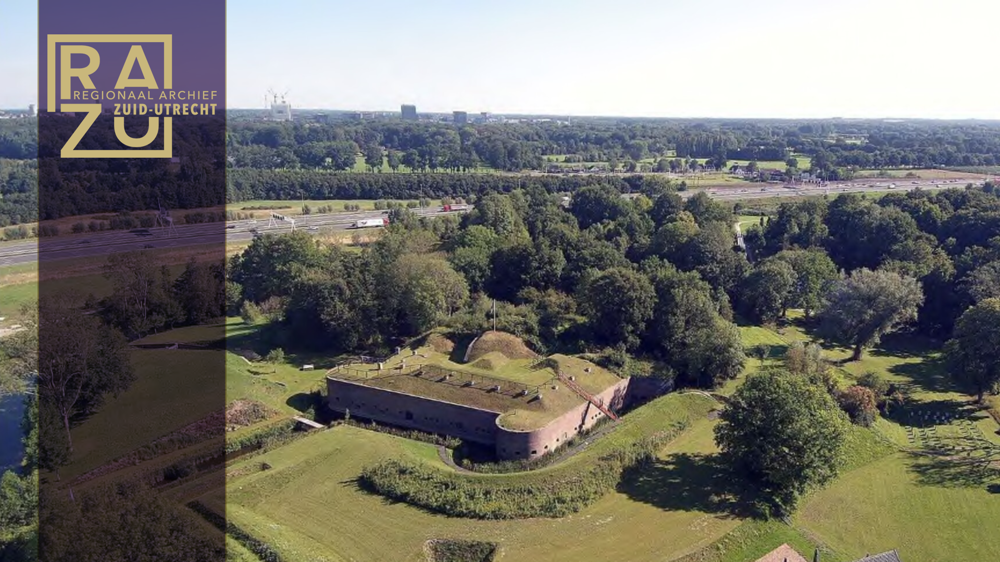 RA
REGIONAAL ARCHIEF
ZUID-UTRECHT
ZU